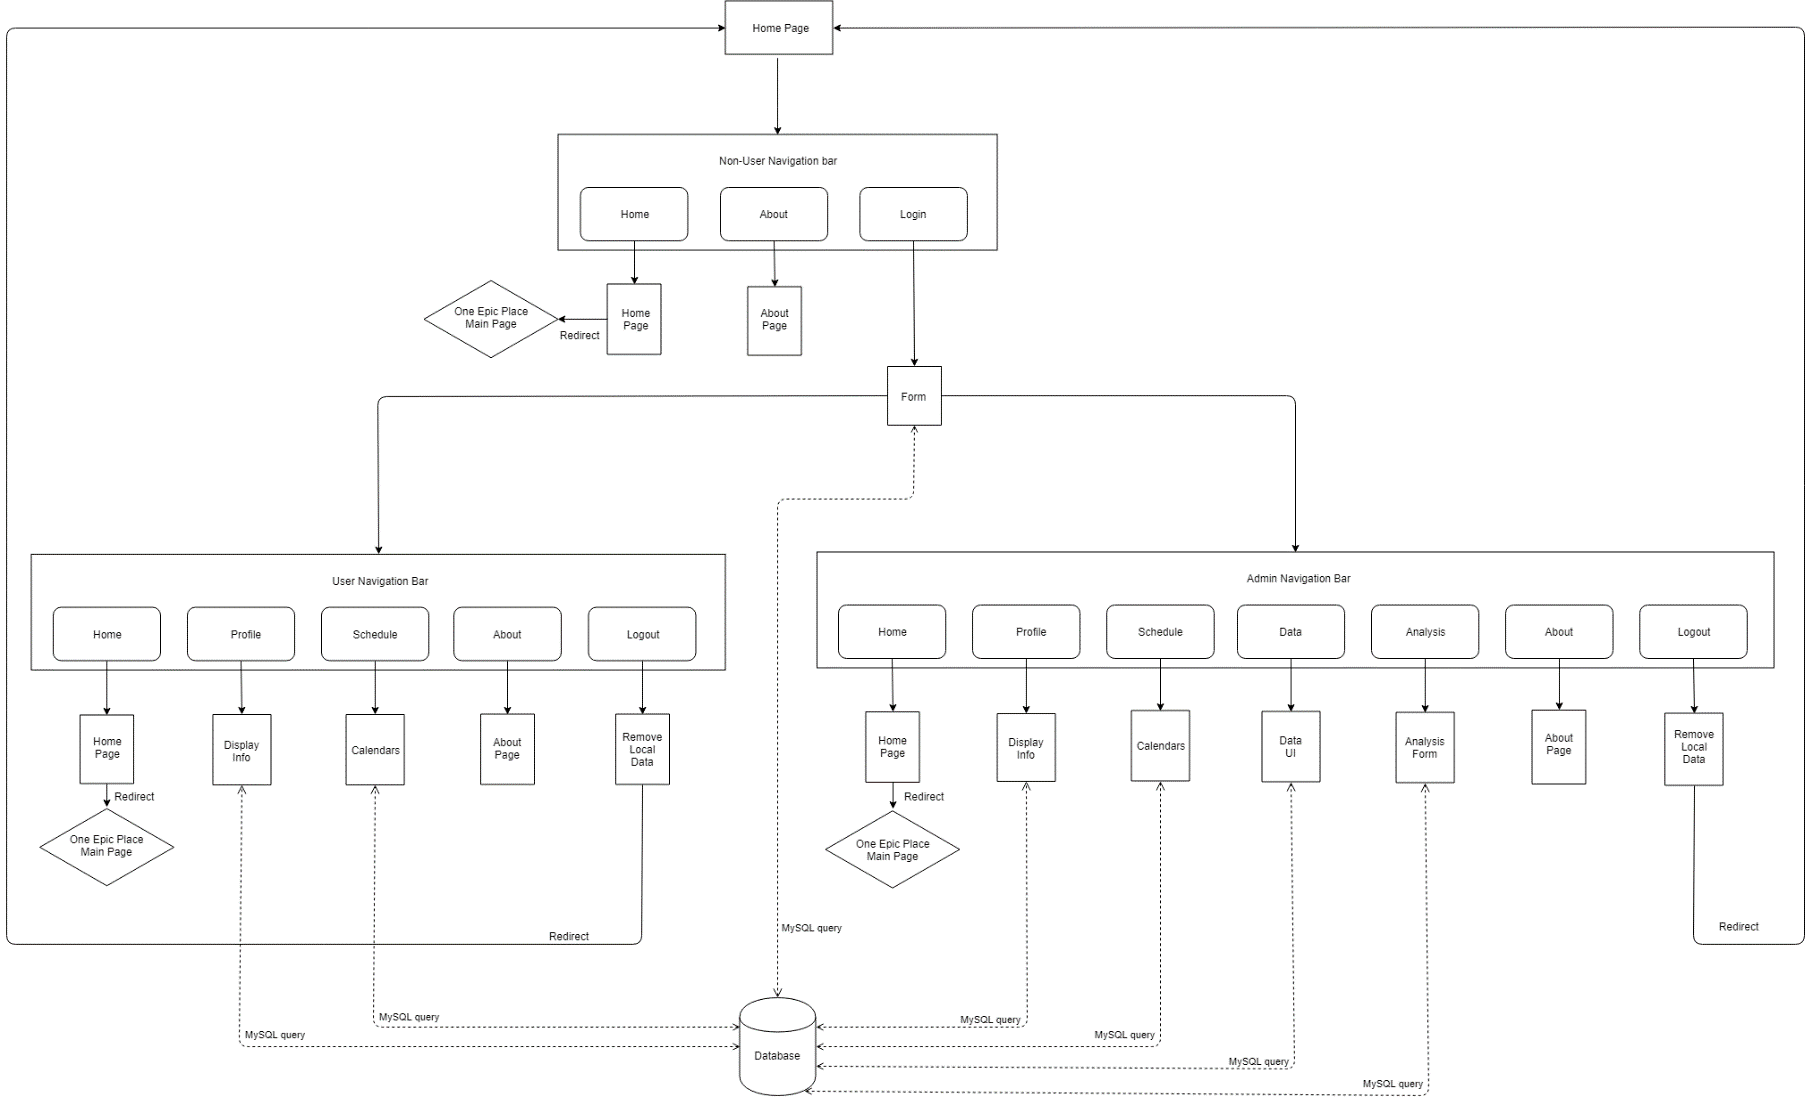 Home Page
Non-User Navigation bar
Home
About
Login
One Epic Place
Main Page
Redirect
Home
Page
About
Page
Form
User Navigation Bar
Home
Profile
Schedule
About
Logout
Admin Navigation Bar
Home
Profile
Schedule
Data
Analysis
About
Logout
Home
Page
Display
Info
Calendars
About
Page
Remove
Local
Data
Home
Page
Display
Info
Calendars
Data
UI
Analysis
Form
About
Page
Remove
Local
Data
Redirect
Redirect
One Epic Place
Main Page
One Epic Place
Main Page
Redirect
MySQL query
Redirect
MySQL query
MySQL query
MySQL query
MySQL query
MySQL query
MySQL query
Database